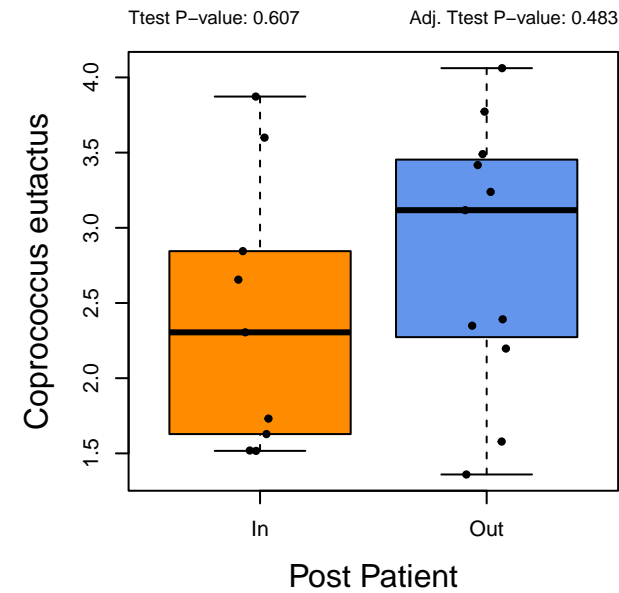 Ttest P−value: 0.607
Adj. Ttest P−value: 0.483
Coprococcus eutactus
4.0
3.5
3.0
2.5
2.0
1.5
In
Out
Post Patient